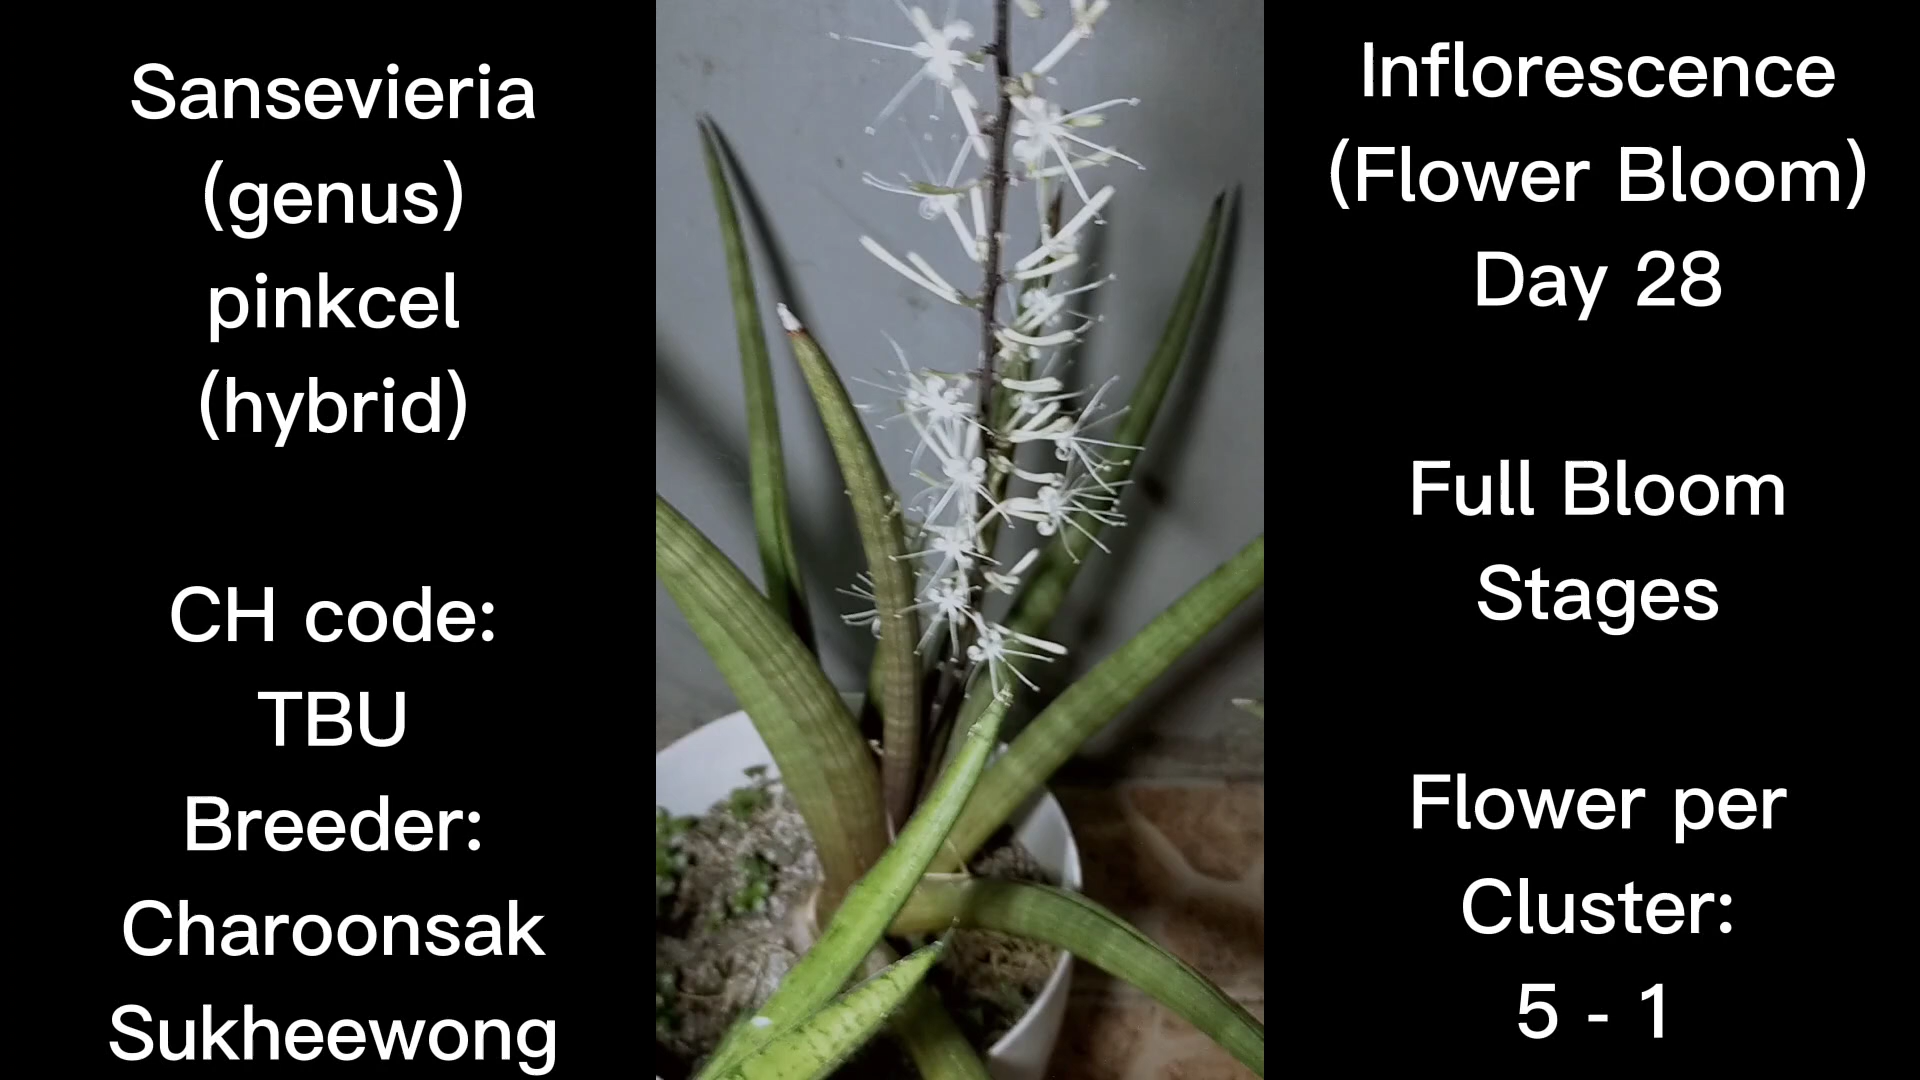 Sansevieria
(genus)
pinkcel
(hybrid)
CH code:
TBU
Breeder:
Charoonsak
Sukheewong
Inflorescence
(Flower Bloom)
Day 28
Full Bloom
Stages
Flower per
Cluster:
5 - 1